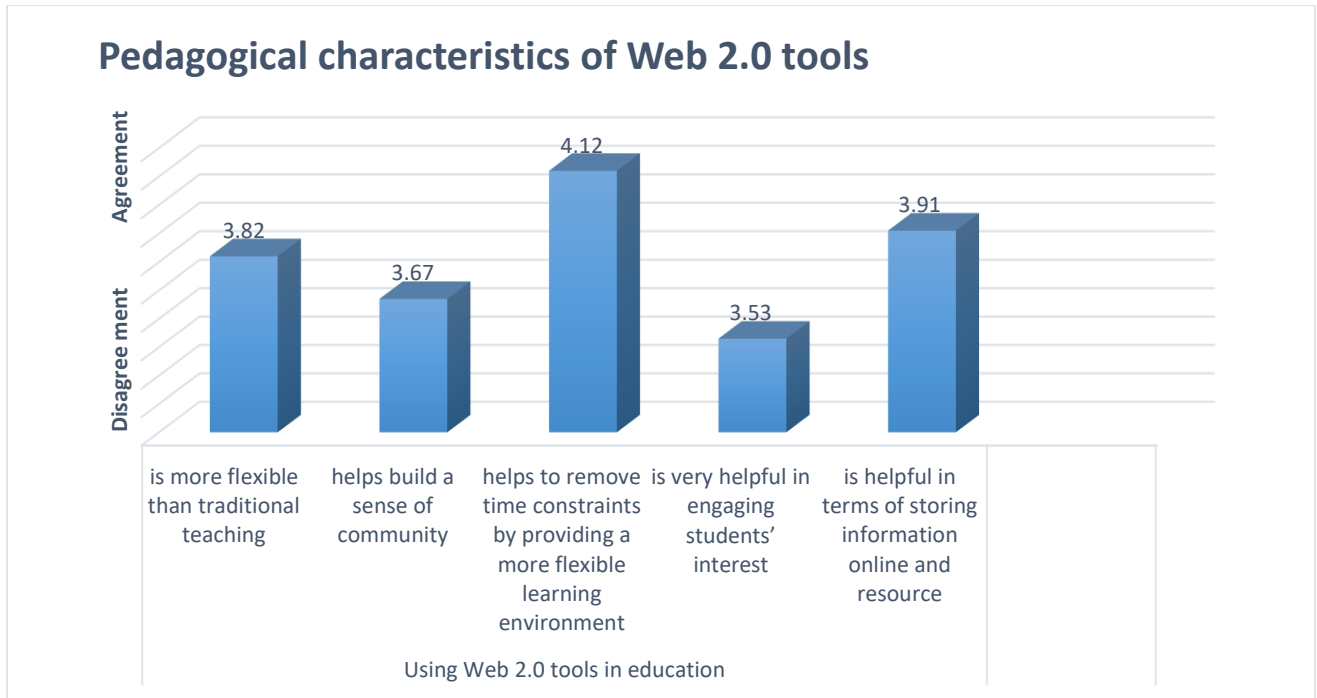 Pedagogical characteristics of Web 2.0 tools
Agreement
Disagree ment
3.82
3.67
4.12
3.53
3.91
is more flexible
than traditional
teaching
helps build a
sense of
community
helps to remove
time constraints
by providing a
more flexible
learning
environment
is very helpful in
engaging
students’
interest
is helpful in
terms of storing
information
online and
resource
Using Web 2.0 tools in education